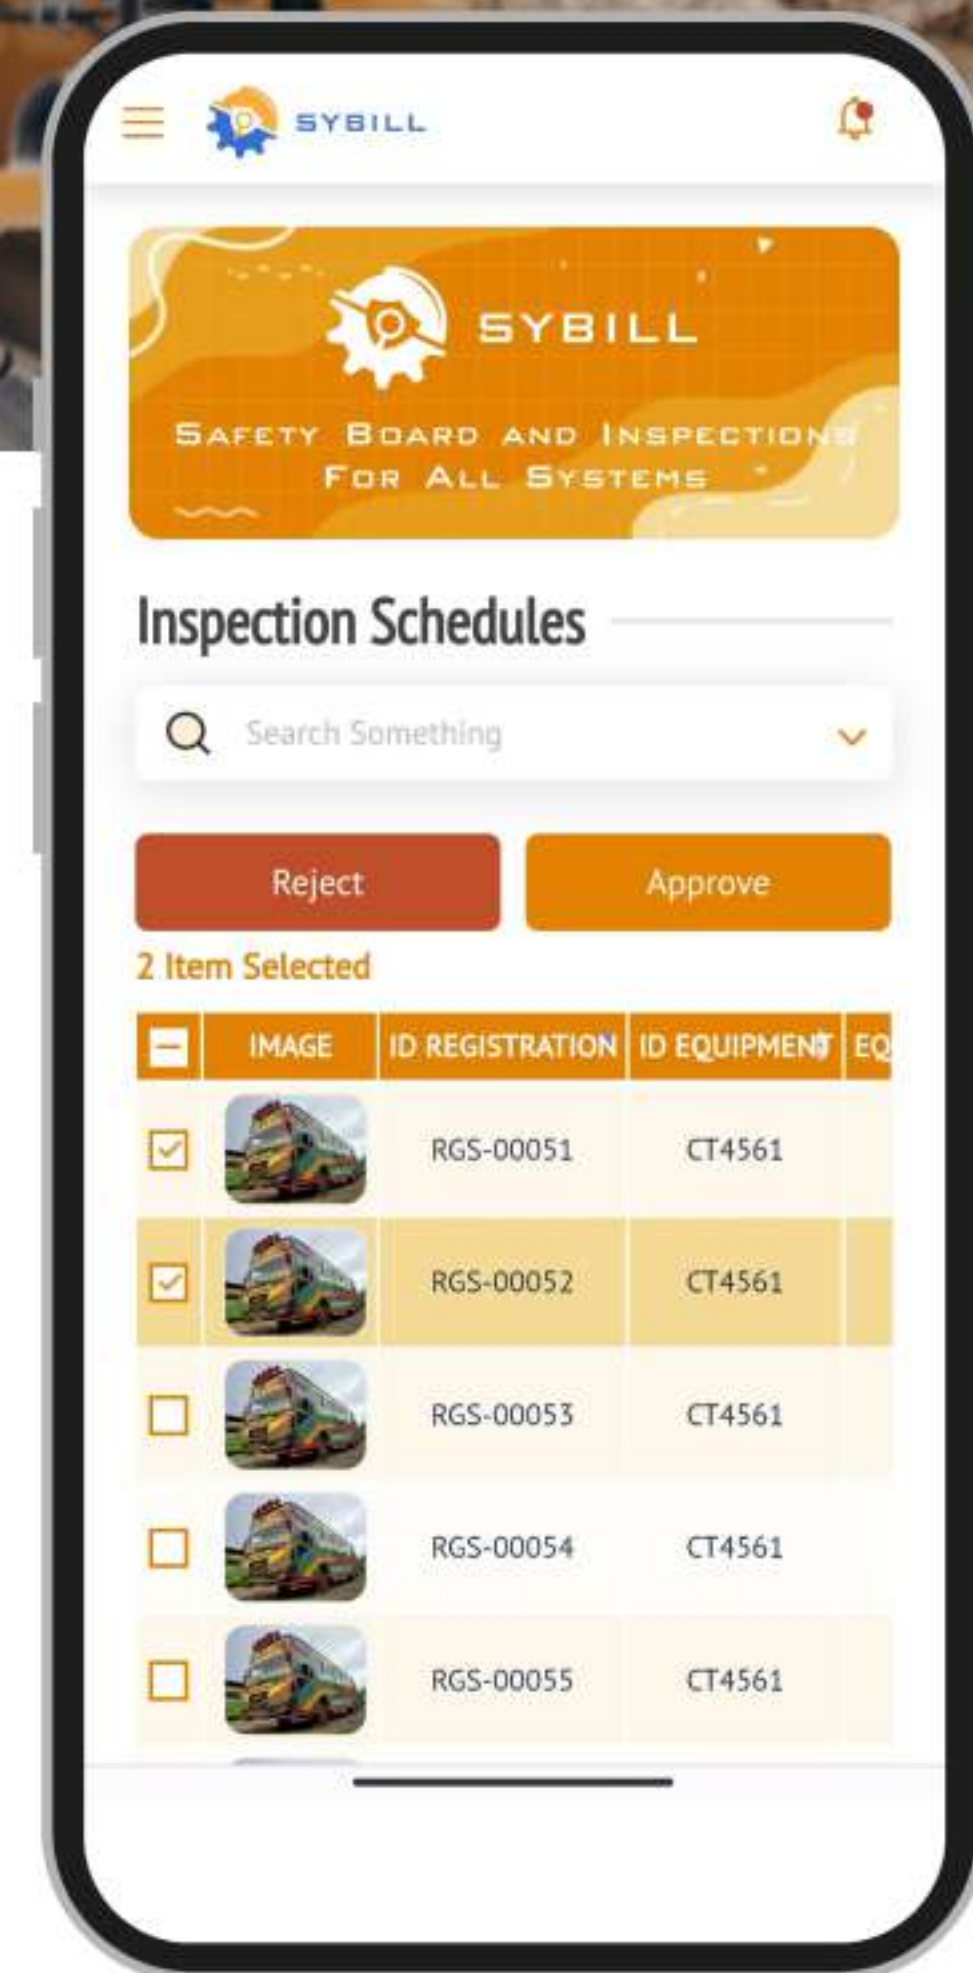 SYBILL
SYBILL
SAFETY BOARD AND INSPECTIONS
FOR ALL SYSTEMS
Inspection Schedules
Search Something
Reject
Approve
2 Item Selected
IMAGE ID REGISTRATION ID EQUIPMENT EQ
RGS-00051 CT4561
RGS-00052 CT4561
RGS-00053 CT4561
RGS-00054 CT4561
RGS-00055 CT4561